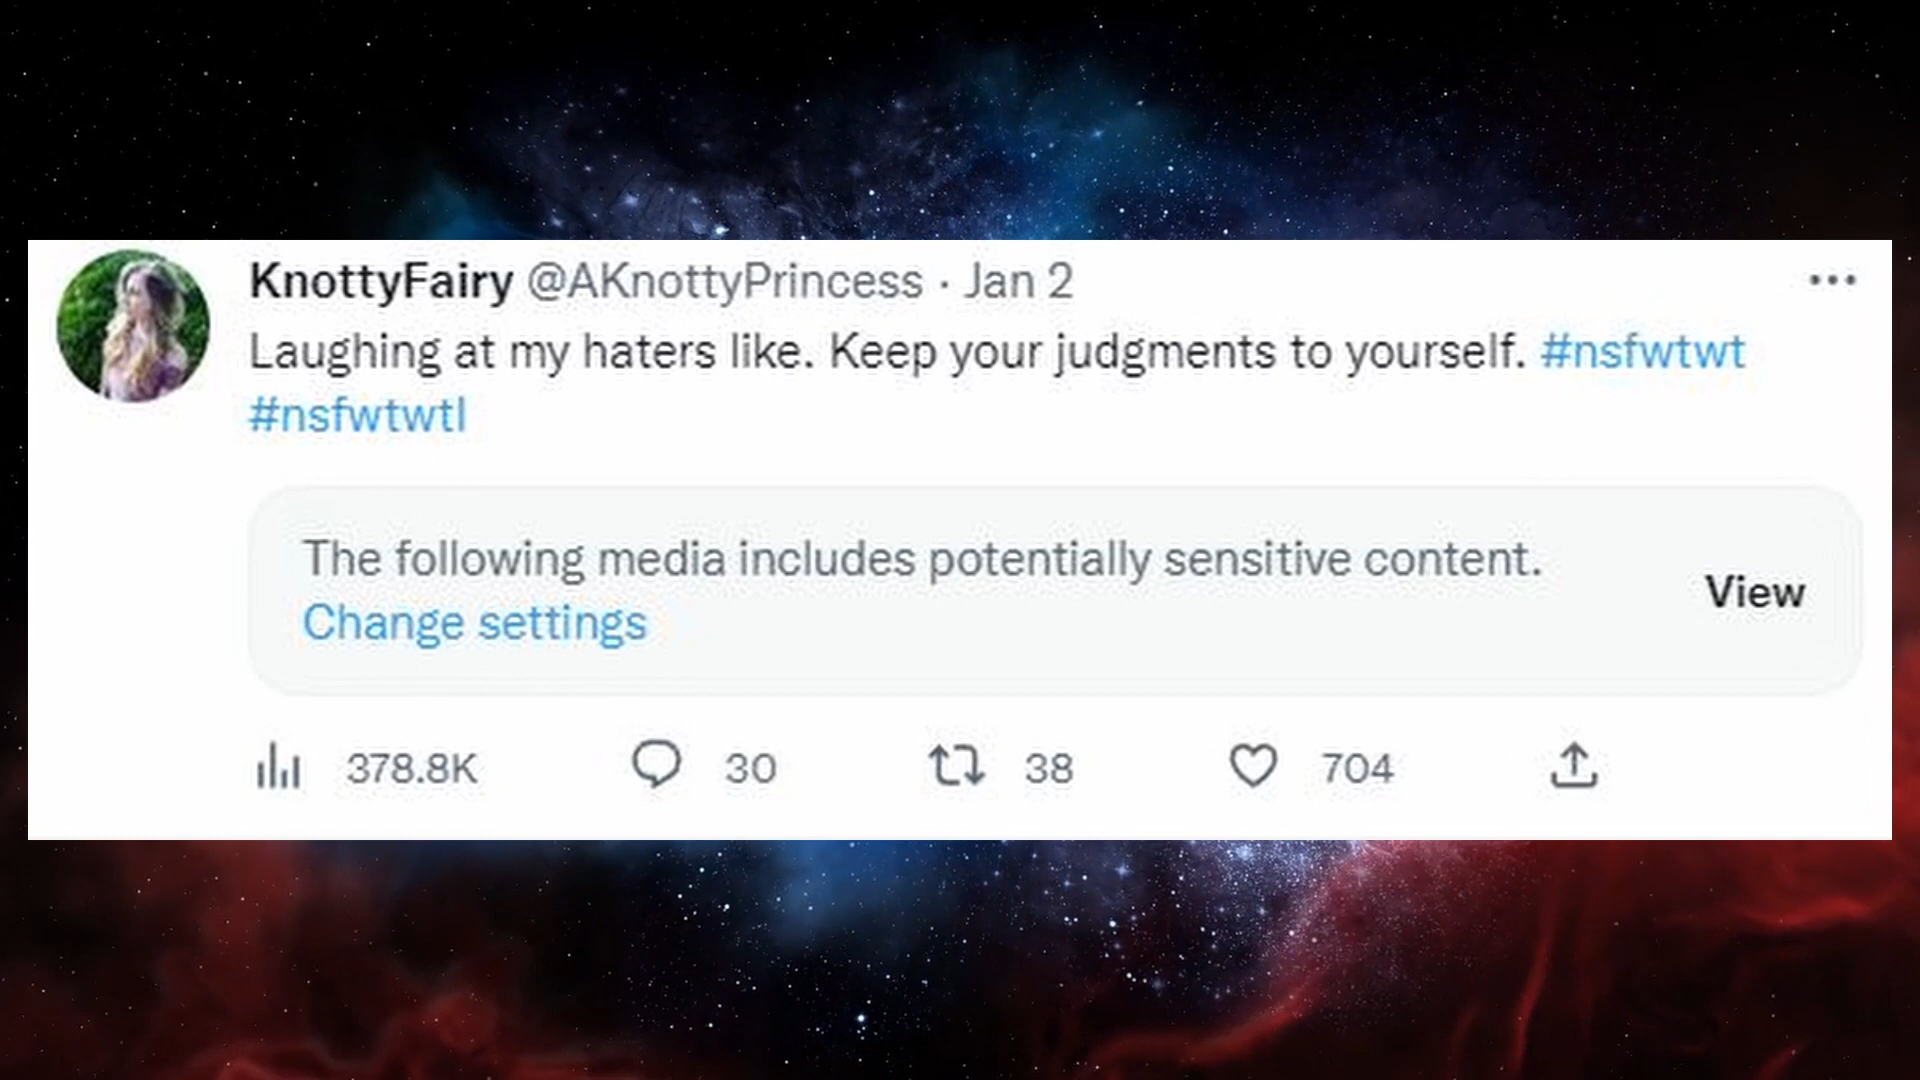 KnottyFairy @AKnottyPrincess · Jan 2
Laughing at my haters like. Keep your judgments to yourself. #nsfwtwt
#nsfwtwtl
The following media includes potentially sensitive content.
Change settings
View
378.8K 30 38 704